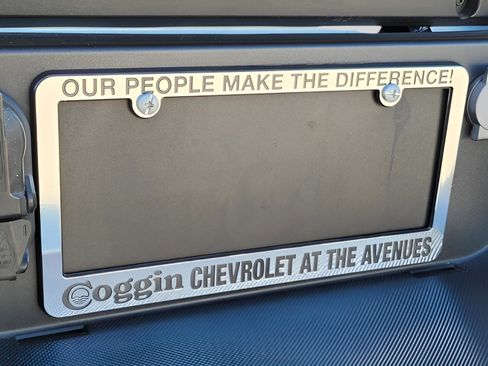 OUR PEOPLE MAKE THE DIFFERENCE!
Coggin CHEVROLET AT THE AVENUES